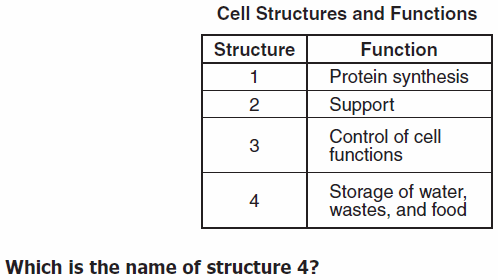 Cell Structures and Functions
Structure Function
1 Protein synthesis
2 Support
3 Control of cell
functions
4 Storage of water,
wastes, and food
Which is the name of structure 4?